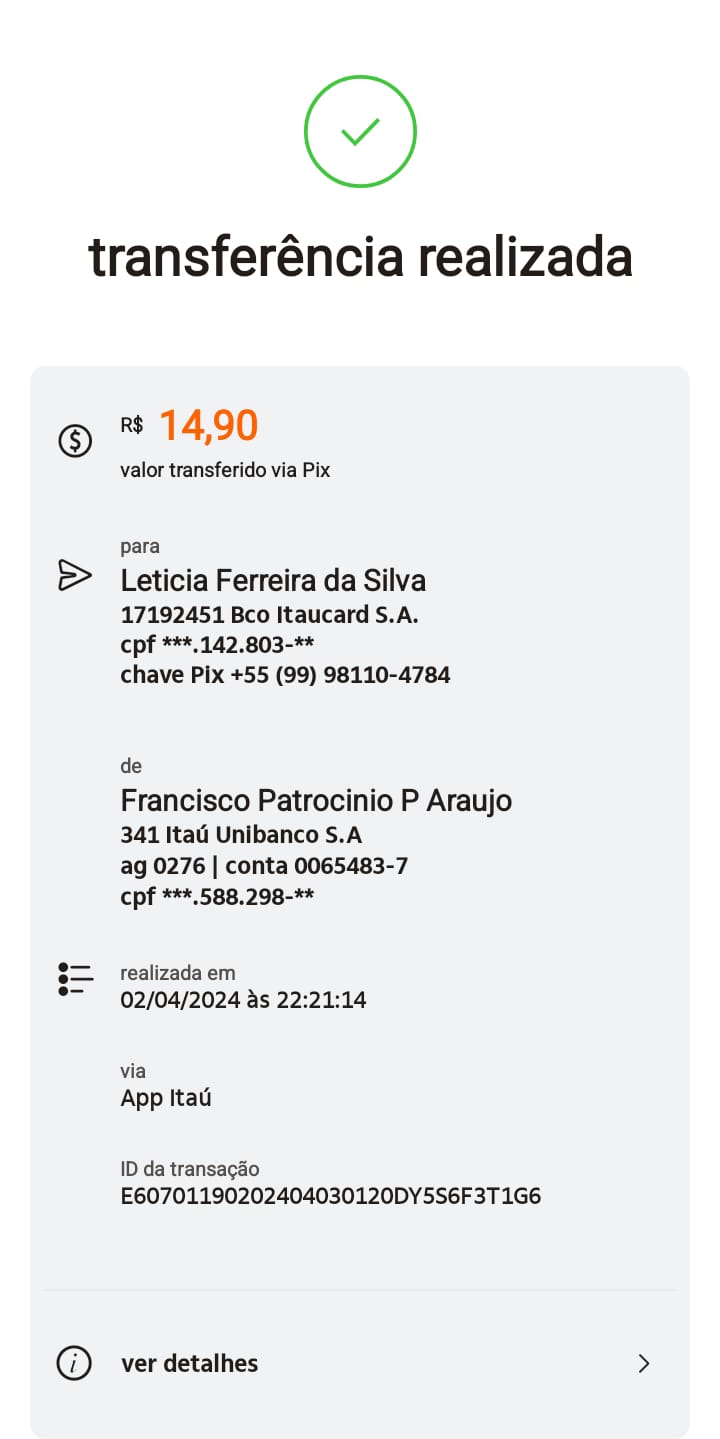 transferência realizada
R$ 14,90
valor transferido via Pix
para
Leticia Ferreira da Silva
17192451 Bco Itaucard S.A.
cpf ***.142.803-**
chave Pix +55 (99) 98110-4784
de
Francisco Patrocinio P Araujo
341 Itaú Unibanco S.A
ag 0276 | conta 0065483-7
cpf ***.588.298-**
realizada em
02/04/2024 às 22:21:14
via
App Itaú
ID da transação
E60701190202404030120DY5S6F3T1G6
ver detalhes